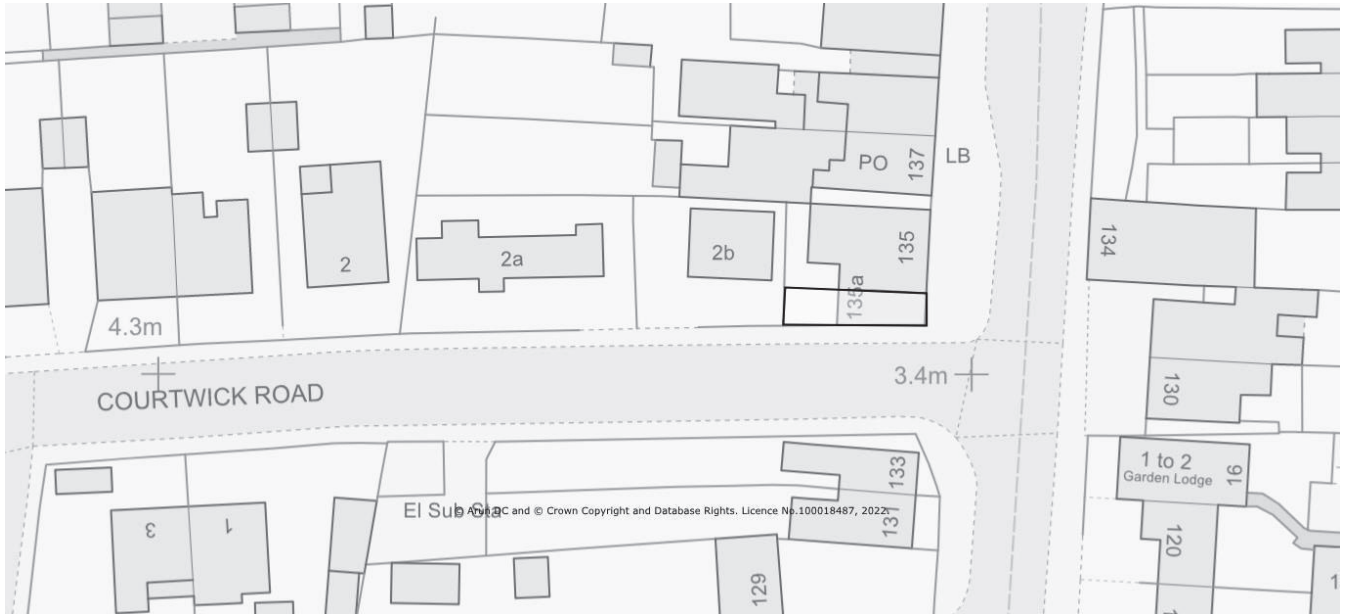 PO
137
LB
135
134
2
2a
2b
135a
4.3m
3.4m
COURTWICK ROAD
130
1 to 2
Garden Lodge
16
133
El Sub Sta
© Arun DC and © Crown Copyright and Database Rights. Licence No.100018487, 2022.
131
3
1
120
129
1